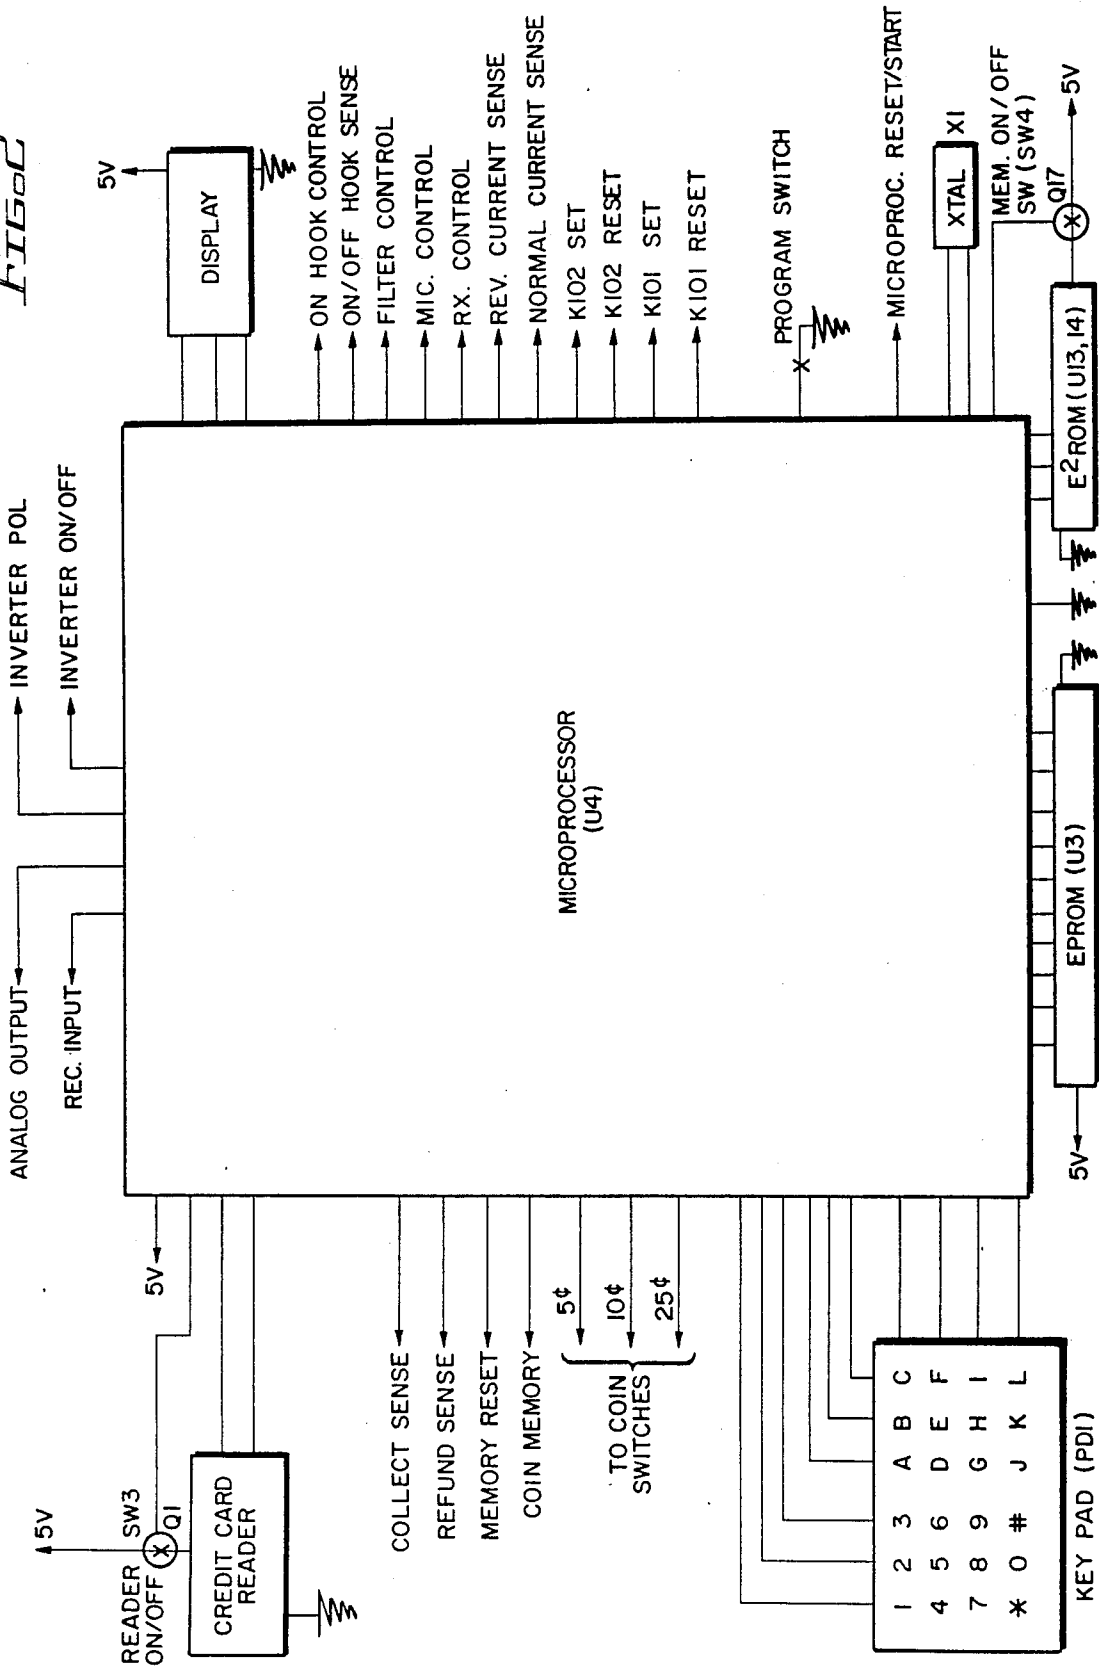 FIG.2
ANALOG OUTPUT
REC. INPUT
INVERTER POL
INVERTER ON/OFF
READER SW3
ON/OFF
Q1
5V
CREDIT CARD
READER
5V
COLLECT SENSE
REFUND SENSE
MEMORY RESET
COIN MEMORY
5¢
10¢
25¢
TO COIN
SWITCHES
1 2 3 A B C
4 5 6 D E F
7 8 9 G H I
* 0 # J K L
KEY PAD (PD1)
MICROPROCESSOR
(U4)
5V
DISPLAY
ON HOOK CONTROL
ON/OFF HOOK SENSE
FILTER CONTROL
MIC. CONTROL
RX. CONTROL
REV. CURRENT SENSE
NORMAL CURRENT SENSE
K102 SET
K102 RESET
K101 SET
K101 RESET
PROGRAM SWITCH
MICROPROC. RESET/START
XTAL X1
MEM. ON/OFF
SW (SW4)
Q17
5V
5V
EPROM (U3)
E²ROM (U13,14)